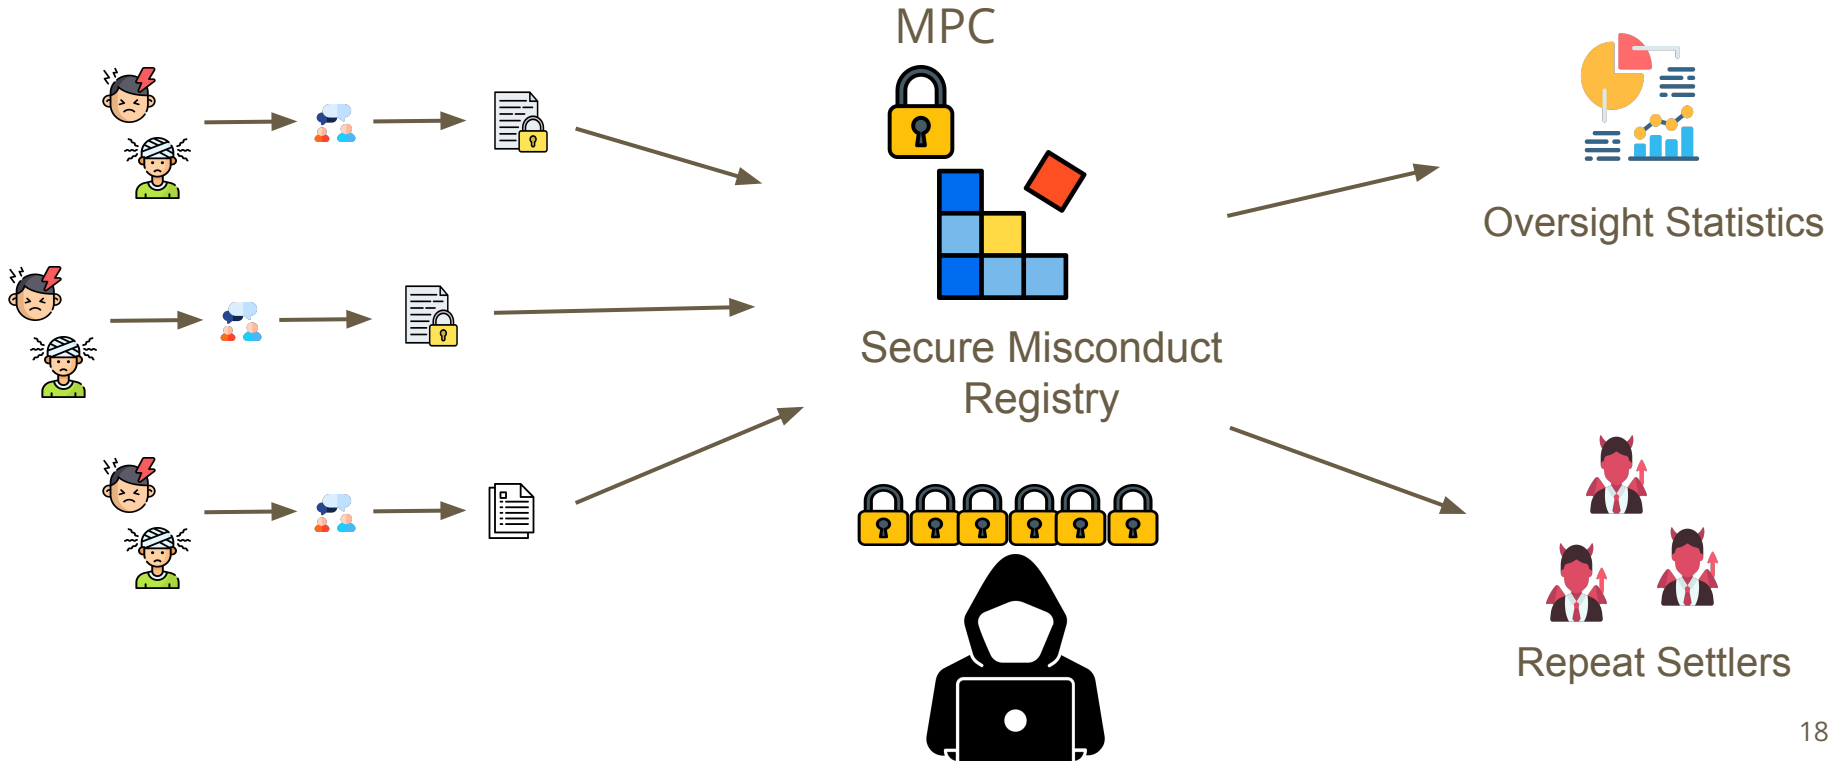 MPC
Oversight Statistics
Secure Misconduct
Registry
Repeat Settlers
18